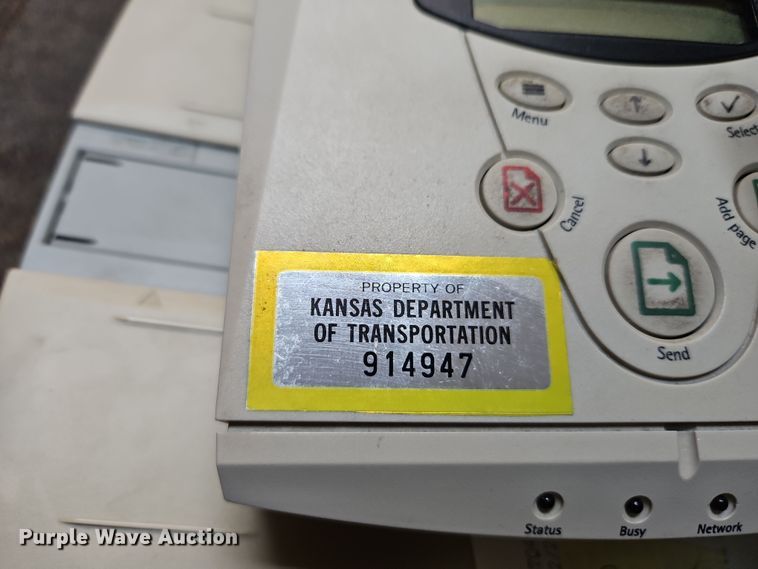 Menu
Select
Cancel
Add page
Send
PROPERTY OF
KANSAS DEPARTMENT
OF TRANSPORTATION
914947
Status
Busy
Network
Purple Wave Auction